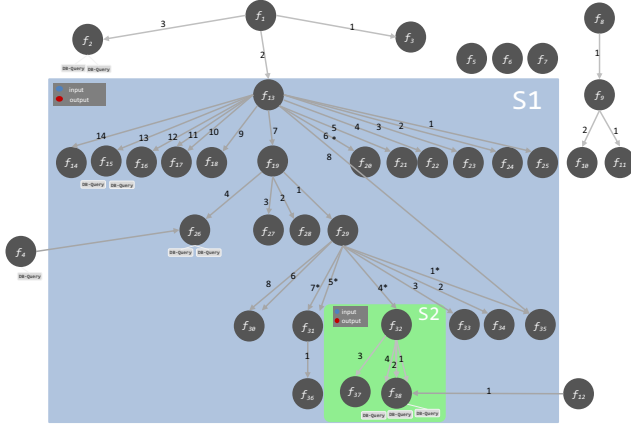 f1
f8
3
1
f2
f3
2
1
DB-Query DB-Query
f5 f6 f7
input
output
f13
S1
f9
14 13 12 11 10 9 7 6 5 * 4 3 2 1
2 1
8
f14 f15 f16 f17 f18 f19 f20 f21 f22 f23 f24 f25
f10 f11
DB-Query DB-Query
4 3 2 1
f26 f27 f28 f29
f4
DB-Query DB-Query
DB-Query
8 6 7* 5* 4* 3 2 1*
input
output
S2
f30 f31 f32 f33 f34 f35
1 3 4 2 1
f36 f37 f38
1
f12
DB-Query DB-Query DB-Query